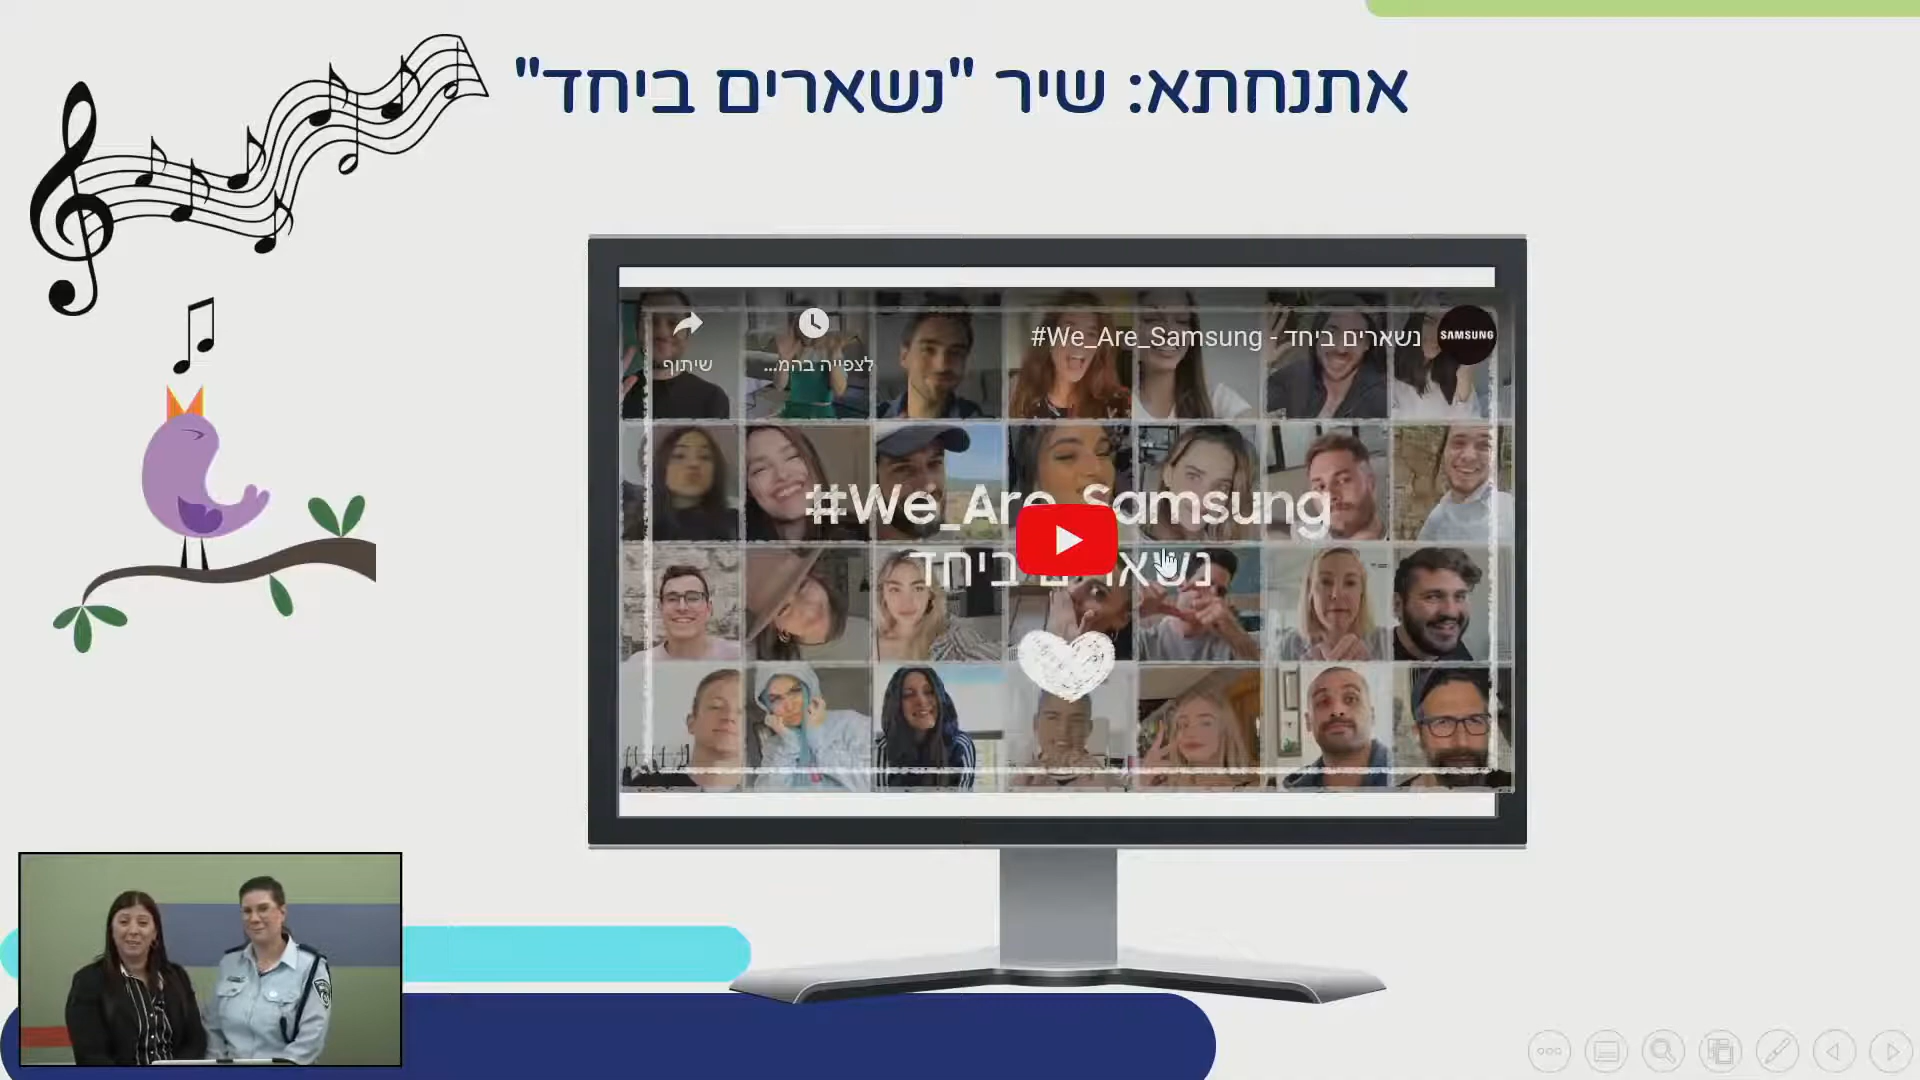 אתנחתא: שיר "נשארים ביחד"
#We_Are_Samsung - נשארים ביחד
SAMSUNG
לצפייה בהמ...
שיתוף
#We_Are_Samsung
נשארים ביחד